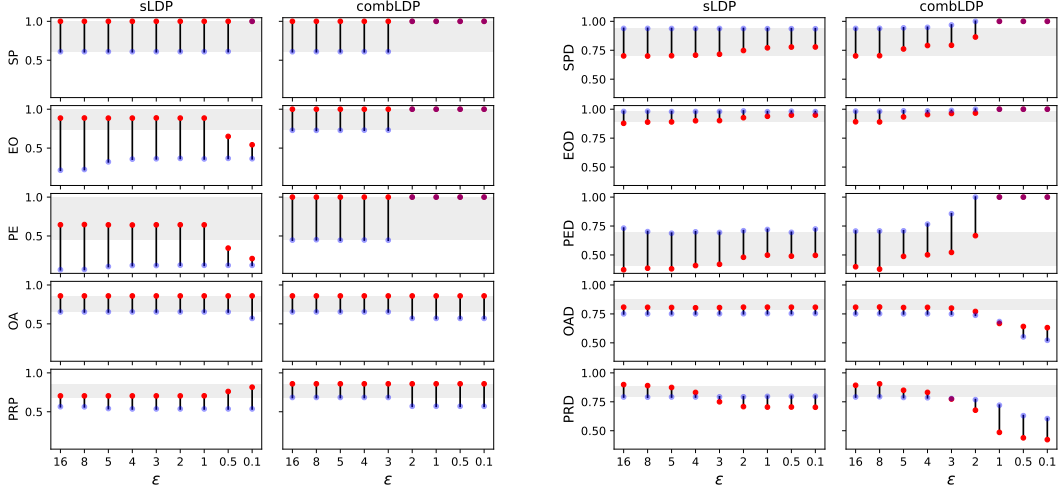 sLDP combLDP sLDP combLDP
SP 1.0 0.5
SPD 1.00 0.75 0.50
EO 1.0 0.5
EOD 1.00 0.75 0.50
PE 1.0 0.5
PED 1.00 0.75 0.50
OA 1.0 0.5
OAD 1.00 0.75 0.50
PRP 1.0 0.5
PRD 1.00 0.75 0.50
16 8 5 4 3 2 1 0.5 0.1 16 8 5 4 3 2 1 0.5 0.1 16 8 5 4 3 2 1 0.5 0.1 16 8 5 4 3 2 1 0.5 0.1
ε ε ε ε